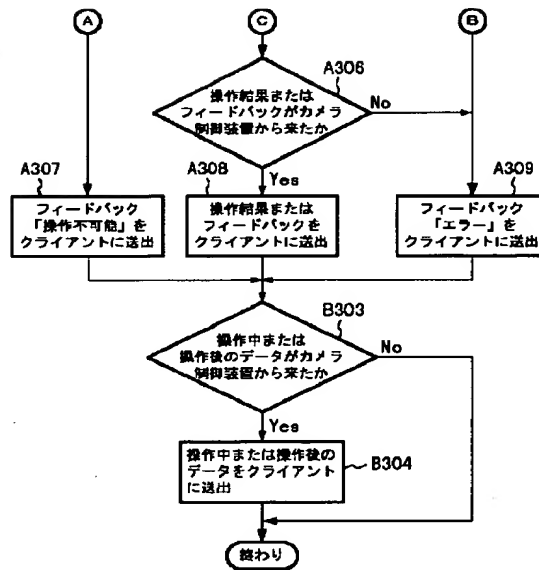 A
C
B
A306
操作結果または
フィードバックがカメラ
制御装置から来たか
No
Yes
A307
フィードバック
「操作不可能」を
クライアントに送出
A308
操作結果または
フィードバックを
クライアントに送出
A309
フィードバック
「エラー」を
クライアントに送出
B303
操作中または
操作後のデータがカメラ
制御装置から来たか
No
Yes
操作中または操作後の
データをクライアント
に送出
B304
終わり